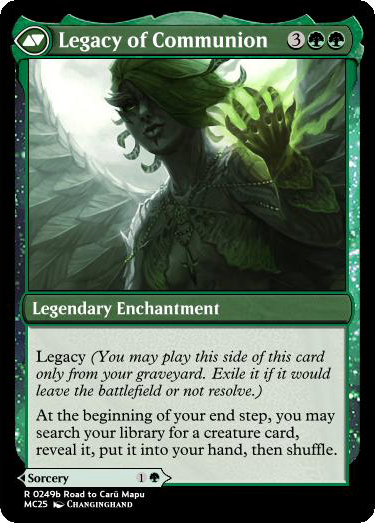 Legacy of Communion 3
Legendary Enchantment
Legacy (You may play this side of this card
only from your graveyard. Exile it if it would
leave the battlefield or not resolve.)
At the beginning of your end step, you may
search your library for a creature card,
reveal it, put it into your hand, then shuffle.
Sorcery 1
R 0249b Road to Carü Mapu
MC25 Changinghand